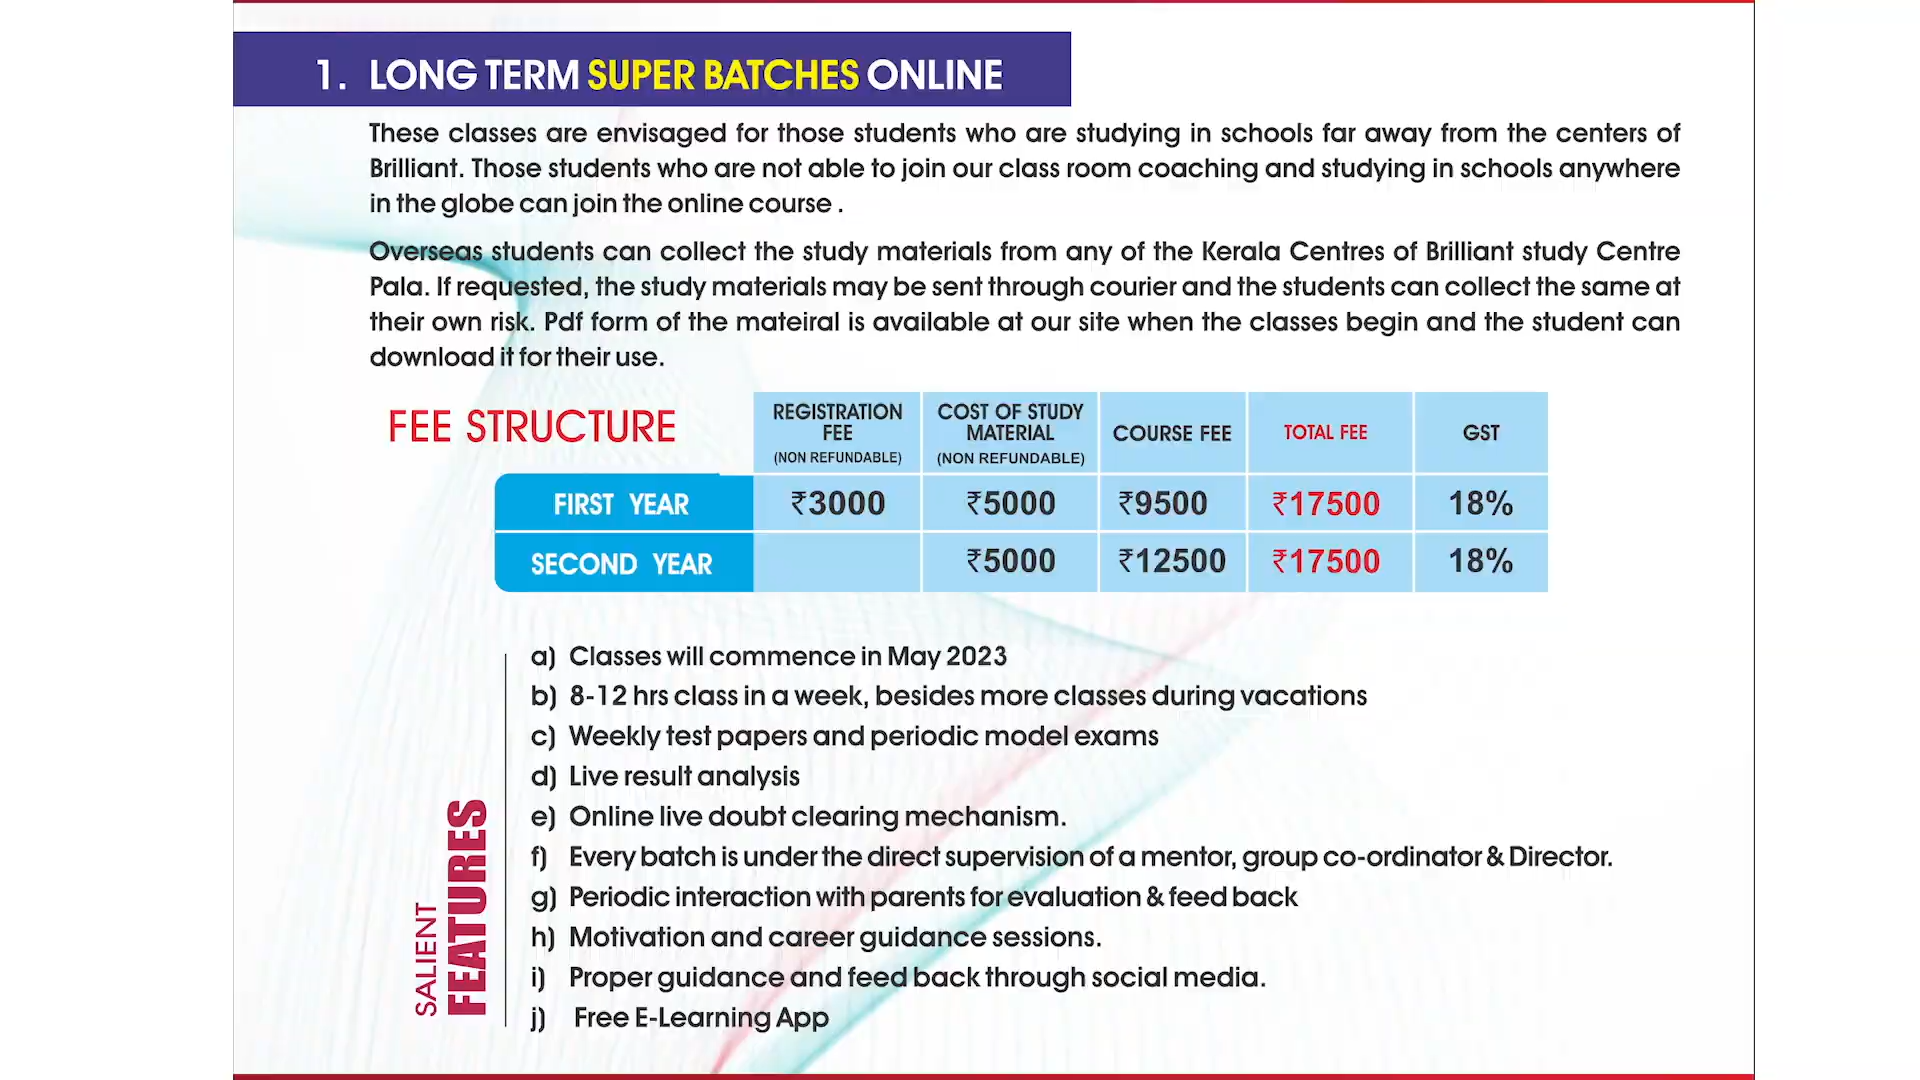 1. LONG TERM SUPER BATCHES ONLINE
These classes are envisaged for those students who are studying in schools far away from the centers of
Brilliant. Those students who are not able to join our class room coaching and studying in schools anywhere
in the globe can join the online course .
Overseas students can collect the study materials from any of the Kerala Centres of Brilliant study Centre
Pala. If requested, the study materials may be sent through courier and the students can collect the same at
their own risk. Pdf form of the mateiral is available at our site when the classes begin and the student can
download it for their use.
FEE STRUCTURE
REGISTRATION FEE (NON REFUNDABLE) COST OF STUDY MATERIAL (NON REFUNDABLE) COURSE FEE TOTAL FEE GST
FIRST YEAR ₹3000 ₹5000 ₹9500 ₹17500 18%
SECOND YEAR ₹5000 ₹12500 ₹17500 18%
SALIENT
FEATURES
a) Classes will commence in May 2023
b) 8-12 hrs class in a week, besides more classes during vacations
c) Weekly test papers and periodic model exams
d) Live result analysis
e) Online live doubt clearing mechanism.
f) Every batch is under the direct supervision of a mentor, group co-ordinator & Director.
g) Periodic interaction with parents for evaluation & feed back
h) Motivation and career guidance sessions.
i) Proper guidance and feed back through social media.
j) Free E-Learning App